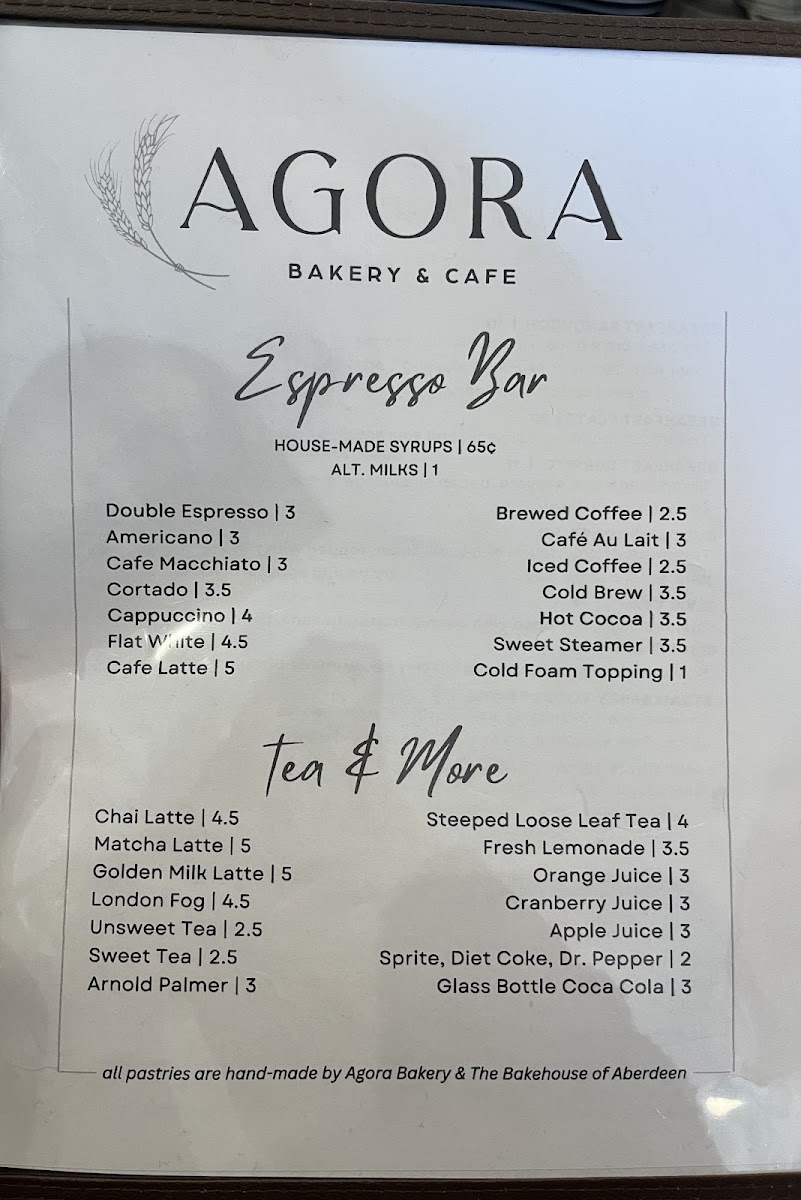 AGORA
BAKERY & CAFE
Espresso Bar
HOUSE-MADE SYRUPS | 65¢
ALT. MILKS | 1
Double Espresso | 3
Americano | 3
Cafe Macchiato | 3
Cortado | 3.5
Cappuccino | 4
Flat White | 4.5
Cafe Latte | 5
Brewed Coffee | 2.5
Café Au Lait | 3
Iced Coffee | 2.5
Cold Brew | 3.5
Hot Cocoa | 3.5
Sweet Steamer | 3.5
Cold Foam Topping | 1
Tea & More
Chai Latte | 4.5
Matcha Latte | 5
Golden Milk Latte | 5
London Fog | 4.5
Unsweet Tea | 2.5
Sweet Tea | 2.5
Arnold Palmer | 3
Steeped Loose Leaf Tea | 4
Fresh Lemonade | 3.5
Orange Juice | 3
Cranberry Juice | 3
Apple Juice | 3
Sprite, Diet Coke, Dr. Pepper | 2
Glass Bottle Coca Cola | 3
all pastries are hand-made by Agora Bakery & The Bakehouse of Aberdeen